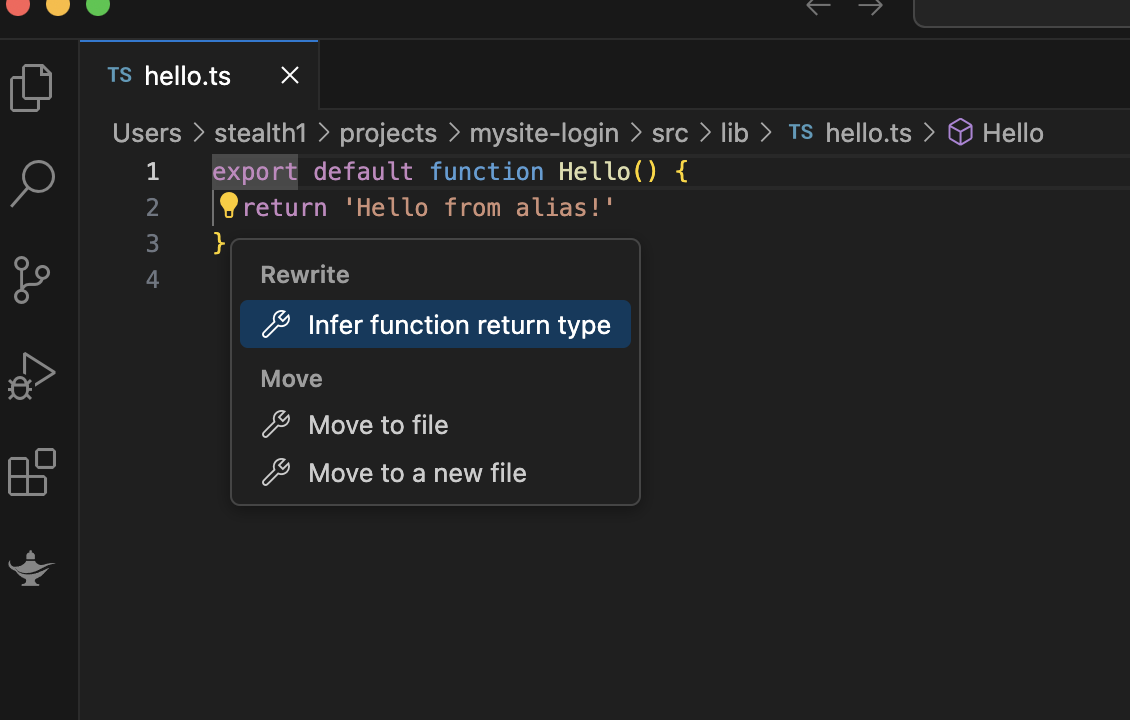 TS hello.ts
Users > stealth1 > projects > mysite-login > src > lib > TS hello.ts > Hello
1 export default function Hello() {
2 return 'Hello from alias!'
3 }
4
Rewrite
Infer function return type
Move
Move to file
Move to a new file